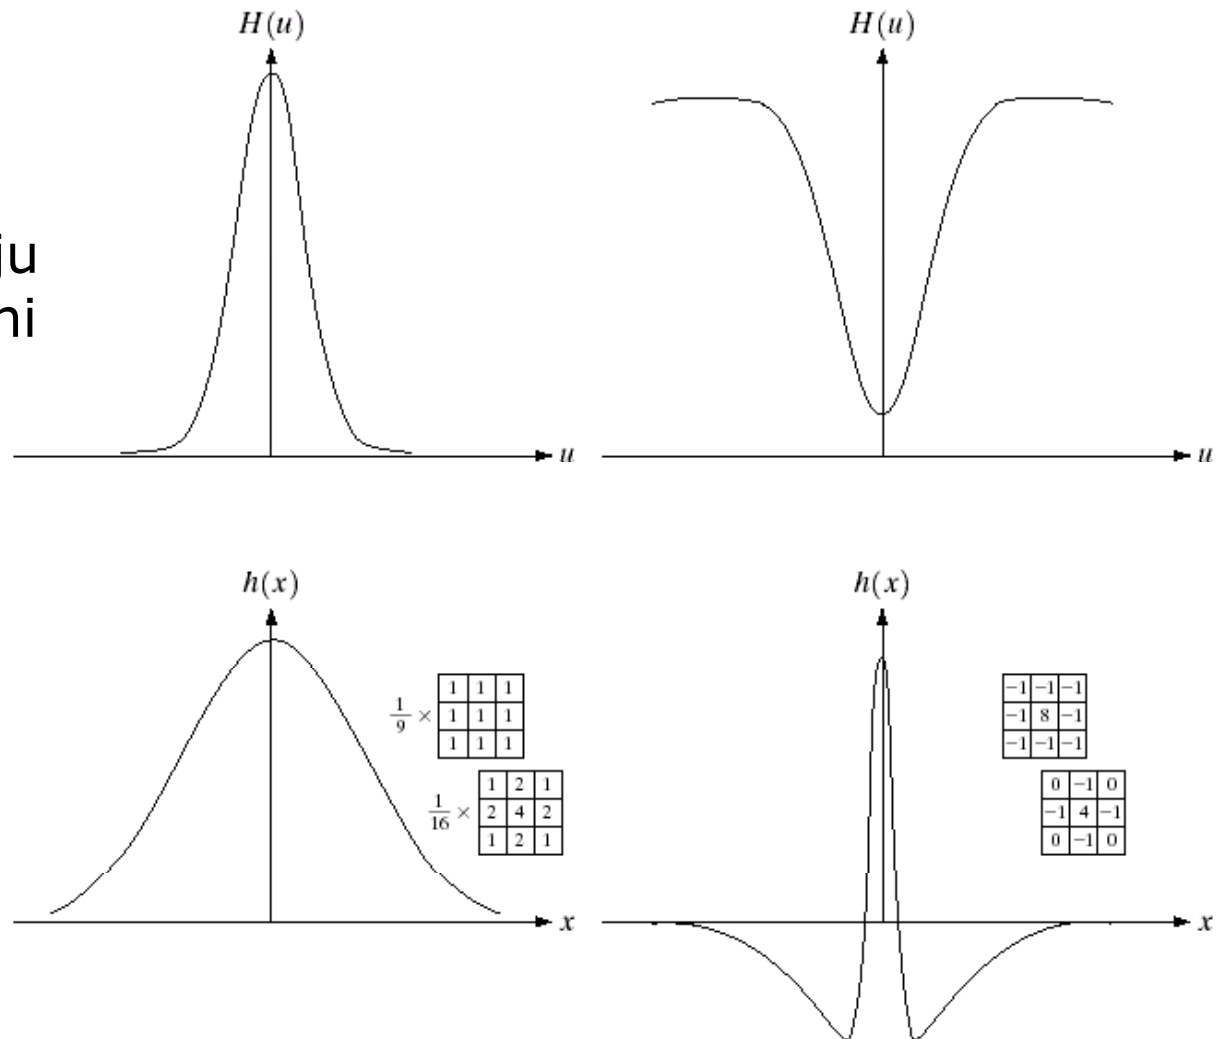 H(u)
H(u)
ju
ni
u
u
h(x)
h(x)
1/9 ×
1 1 1
1 1 1
1 1 1
1/16 ×
1 2 1
2 4 2
1 2 1
x
−1 −1 −1
−1 8 −1
−1 −1 −1
0 −1 0
−1 4 −1
0 −1 0
x